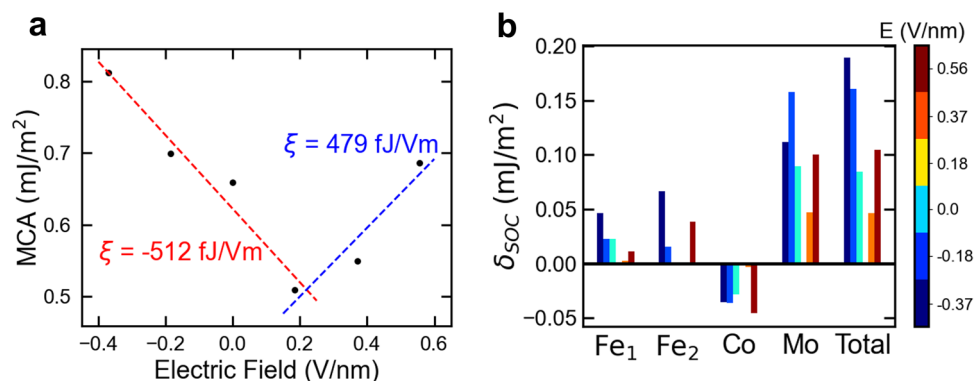 a
MCA (mJ/m²)
0.8
0.7
0.6
0.5
ξ = 479 fJ/Vm
ξ = -512 fJ/Vm
−0.4 −0.2 0.0 0.2 0.4 0.6
Electric Field (V/nm)
b
δSOC (mJ/m²)
0.20
0.15
0.10
0.05
0.00
−0.05
Fe₁ Fe₂ Co Mo Total
E (V/nm)
0.56
0.37
0.18
0.0
-0.18
-0.37